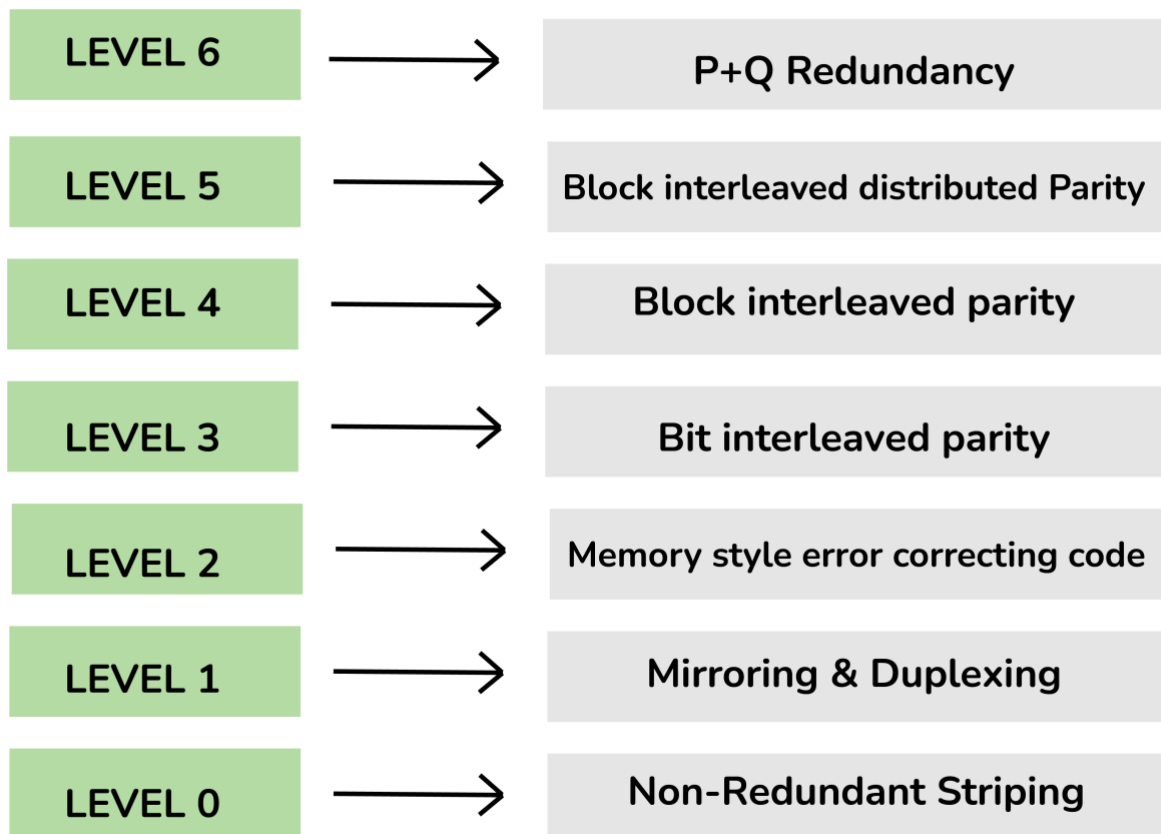 LEVEL 6
P+Q Redundancy
LEVEL 5
Block interleaved distributed Parity
LEVEL 4
Block interleaved parity
LEVEL 3
Bit interleaved parity
LEVEL 2
Memory style error correcting code
LEVEL 1
Mirroring & Duplexing
LEVEL 0
Non-Redundant Striping